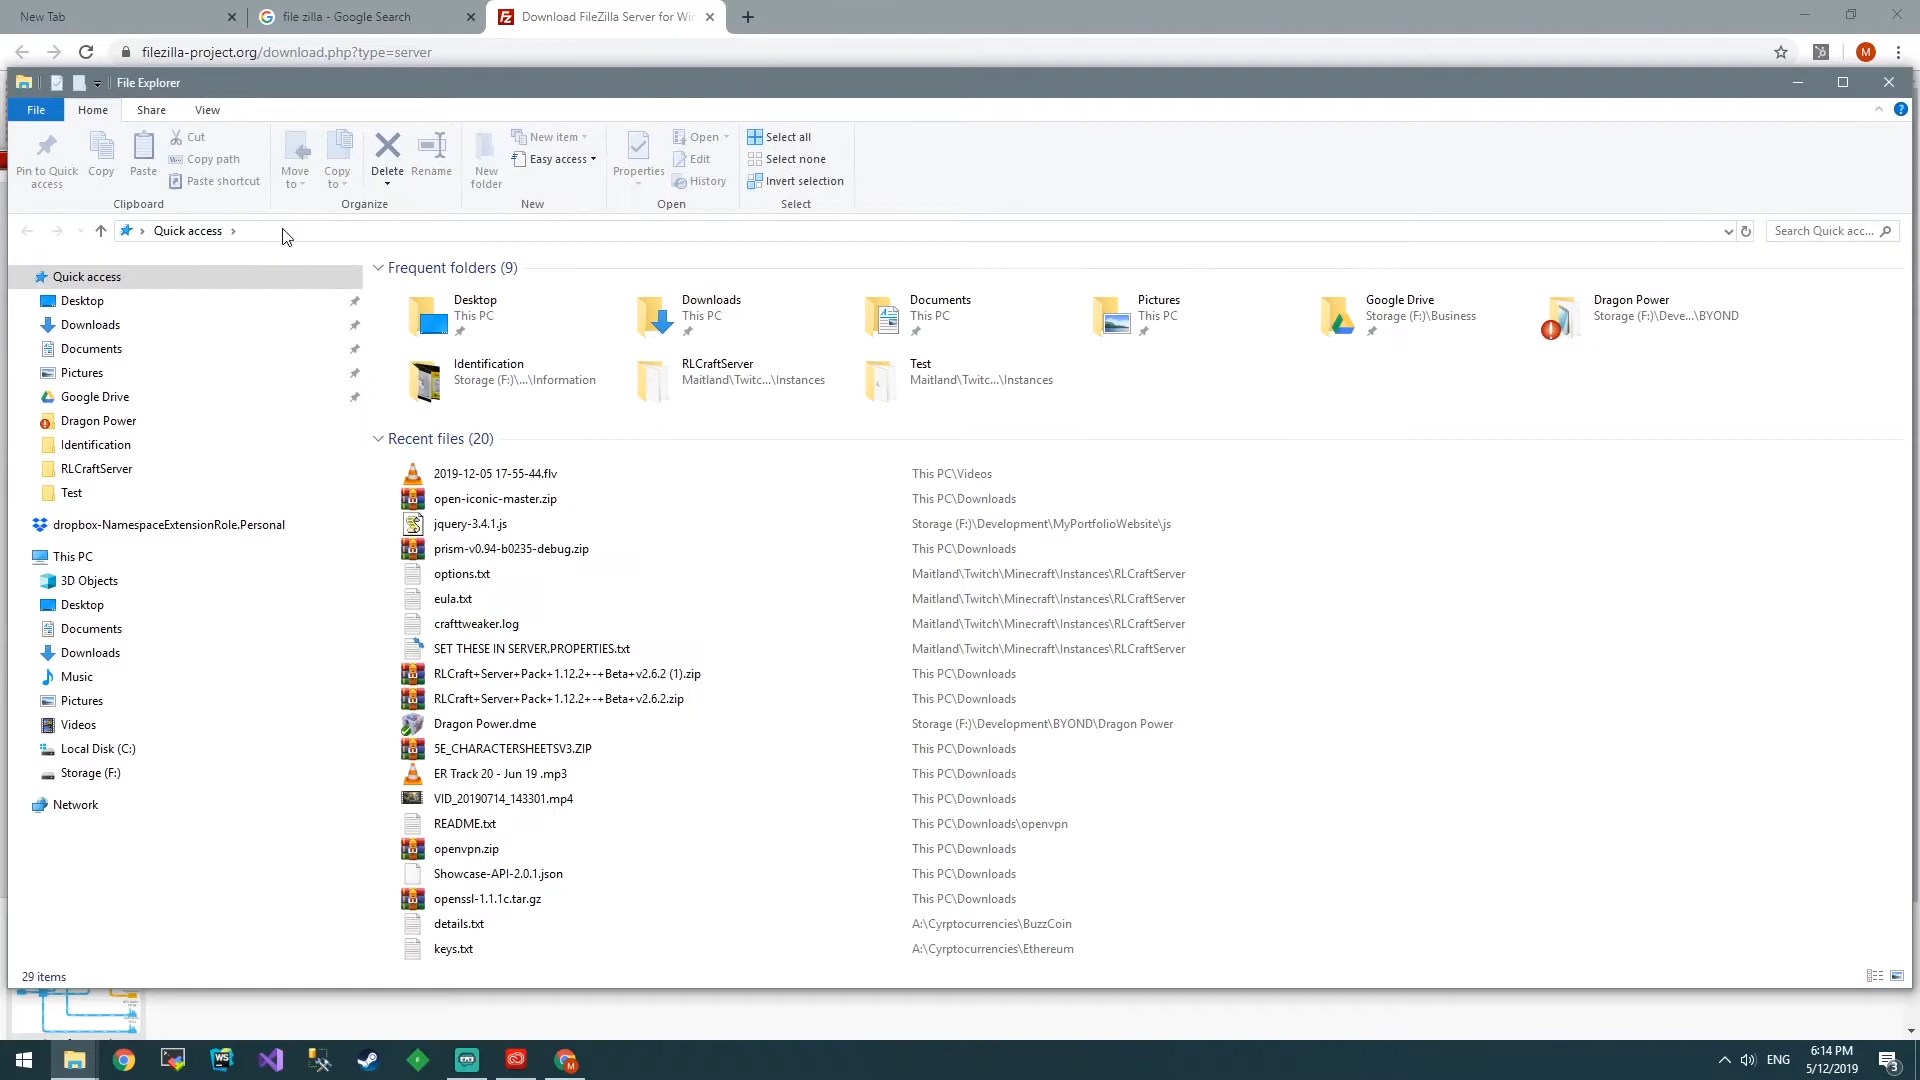 New Tab
file zilla - Google Search
Download FileZilla Server for Win
filezilla-project.org/download.php?type=server
M
File Explorer
File
Home
Share
View
Pin to Quick access
Copy
Paste
Cut
Copy path
Paste shortcut
Clipboard
Move to
Copy to
Delete
Rename
Organize
New folder
New item
Easy access
New
Properties
Open
Edit
History
Open
Select all
Select none
Invert selection
Select
Quick access
Search Quick acc...
Quick access
Desktop
Downloads
Documents
Pictures
Google Drive
Dragon Power
Identification
RLCraftServer
Test
dropbox-NamespaceExtensionRole.Personal
This PC
3D Objects
Desktop
Documents
Downloads
Music
Pictures
Videos
Local Disk (C:)
Storage (F:)
Network
Frequent folders (9)
Desktop
This PC
Downloads
This PC
Documents
This PC
Pictures
This PC
Google Drive
Storage (F:)\Business
Dragon Power
Storage (F:)\Deve...\BYOND
Identification
Storage (F:)\...\Information
RLCraftServer
Maitland\Twitc...\Instances
Test
Maitland\Twitc...\Instances
Recent files (20)
2019-12-05 17-55-44.flv This PC\Videos
open-iconic-master.zip This PC\Downloads
jquery-3.4.1.js Storage (F:)\Development\MyPortfolioWebsite\js
prism-v0.94-b0235-debug.zip This PC\Downloads
options.txt Maitland\Twitch\Minecraft\Instances\RLCraftServer
eula.txt Maitland\Twitch\Minecraft\Instances\RLCraftServer
crafttweaker.log Maitland\Twitch\Minecraft\Instances\RLCraftServer
SET THESE IN SERVER.PROPERTIES.txt Maitland\Twitch\Minecraft\Instances\RLCraftServer
RLCraft+Server+Pack+1.12.2+-+Beta+v2.6.2 (1).zip This PC\Downloads
RLCraft+Server+Pack+1.12.2+-+Beta+v2.6.2.zip This PC\Downloads
Dragon Power.dme Storage (F:)\Development\BYOND\Dragon Power
5E_CHARACTERSHEETSV3.ZIP This PC\Downloads
ER Track 20 - Jun 19 .mp3 This PC\Downloads
VID_20190714_143301.mp4 This PC\Downloads
README.txt This PC\Downloads\openvpn
openvpn.zip This PC\Downloads
Showcase-API-2.0.1.json This PC\Downloads
openssl-1.1.1c.tar.gz This PC\Downloads
details.txt A:\Cyrptocurrencies\BuzzCoin
keys.txt A:\Cyrptocurrencies\Ethereum
29 items
WS
ENG
6:14 PM
5/12/2019
3